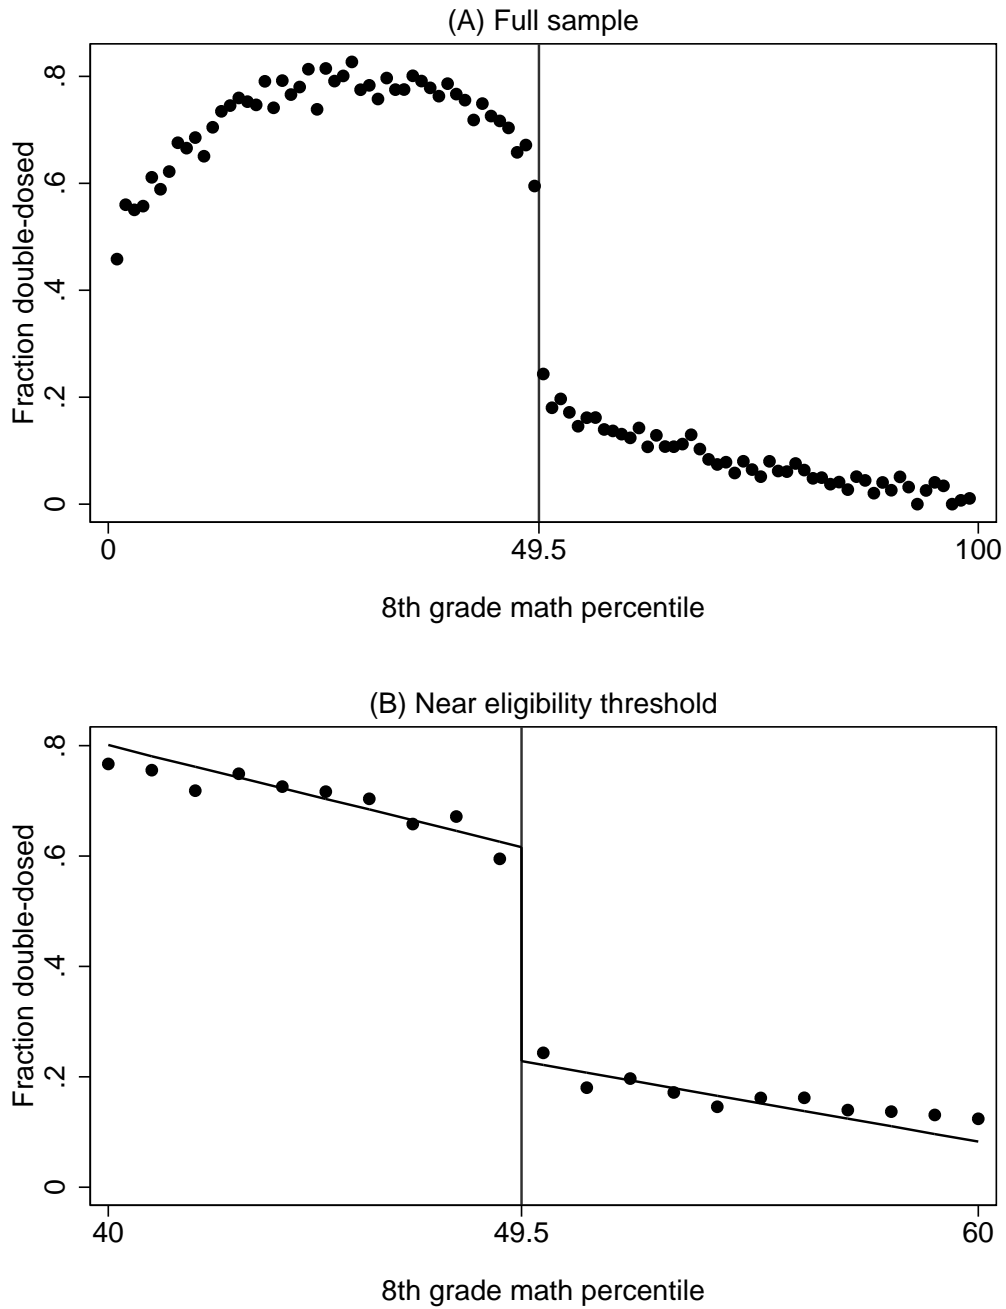 (A) Full sample
Fraction double-dosed
.8
.6
.4
.2
0
0
49.5
100
8th grade math percentile
(B) Near eligibility threshold
Fraction double-dosed
.8
.6
.4
.2
0
40
49.5
60
8th grade math percentile